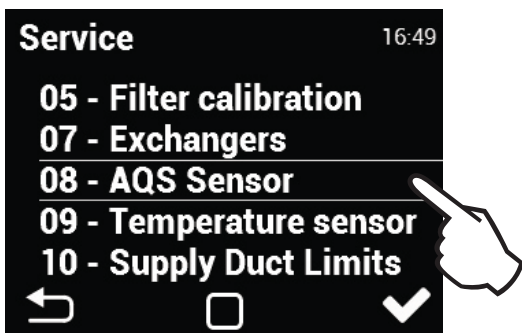 Service 16:49
05 - Filter calibration
07 - Exchangers
08 - AQS Sensor
09 - Temperature sensor
10 - Supply Duct Limits